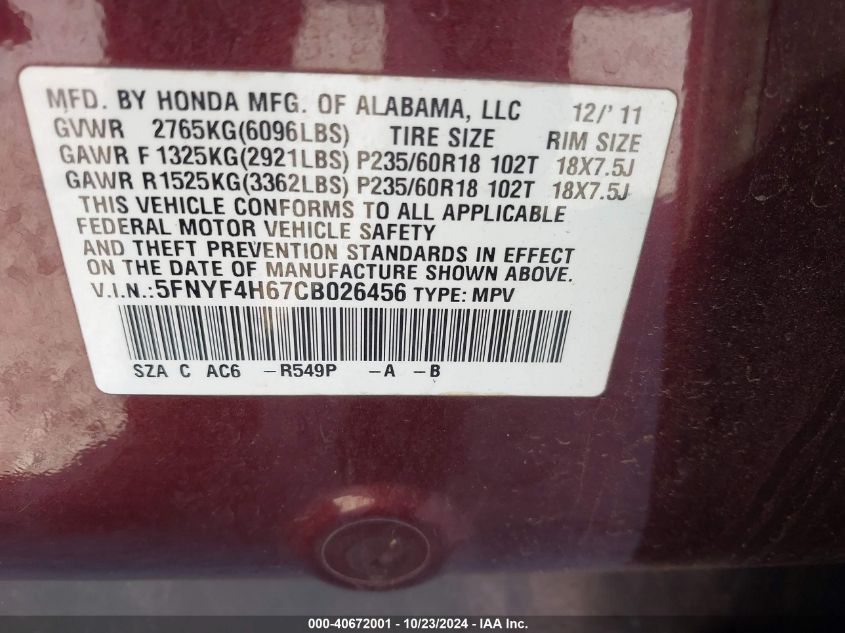 MFD. BY HONDA MFG. OF ALABAMA, LLC 12/'11
GVWR 2765KG(6096LBS) TIRE SIZE RIM SIZE
GAWR F 1325KG(2921LBS) P235/60R18 102T 18X7.5J
GAWR R1525KG(3362LBS) P235/60R18 102T 18X7.5J
THIS VEHICLE CONFORMS TO ALL APPLICABLE
FEDERAL MOTOR VEHICLE SAFETY
AND THEFT PREVENTION STANDARDS IN EFFECT
ON THE DATE OF MANUFACTURE SHOWN ABOVE.
V.I.N.:5FNYF4H67CB026456 TYPE: MPV
SZA C AC6 -R549P -A -B
000-40672001 - 10/23/2024 - IAA Inc.